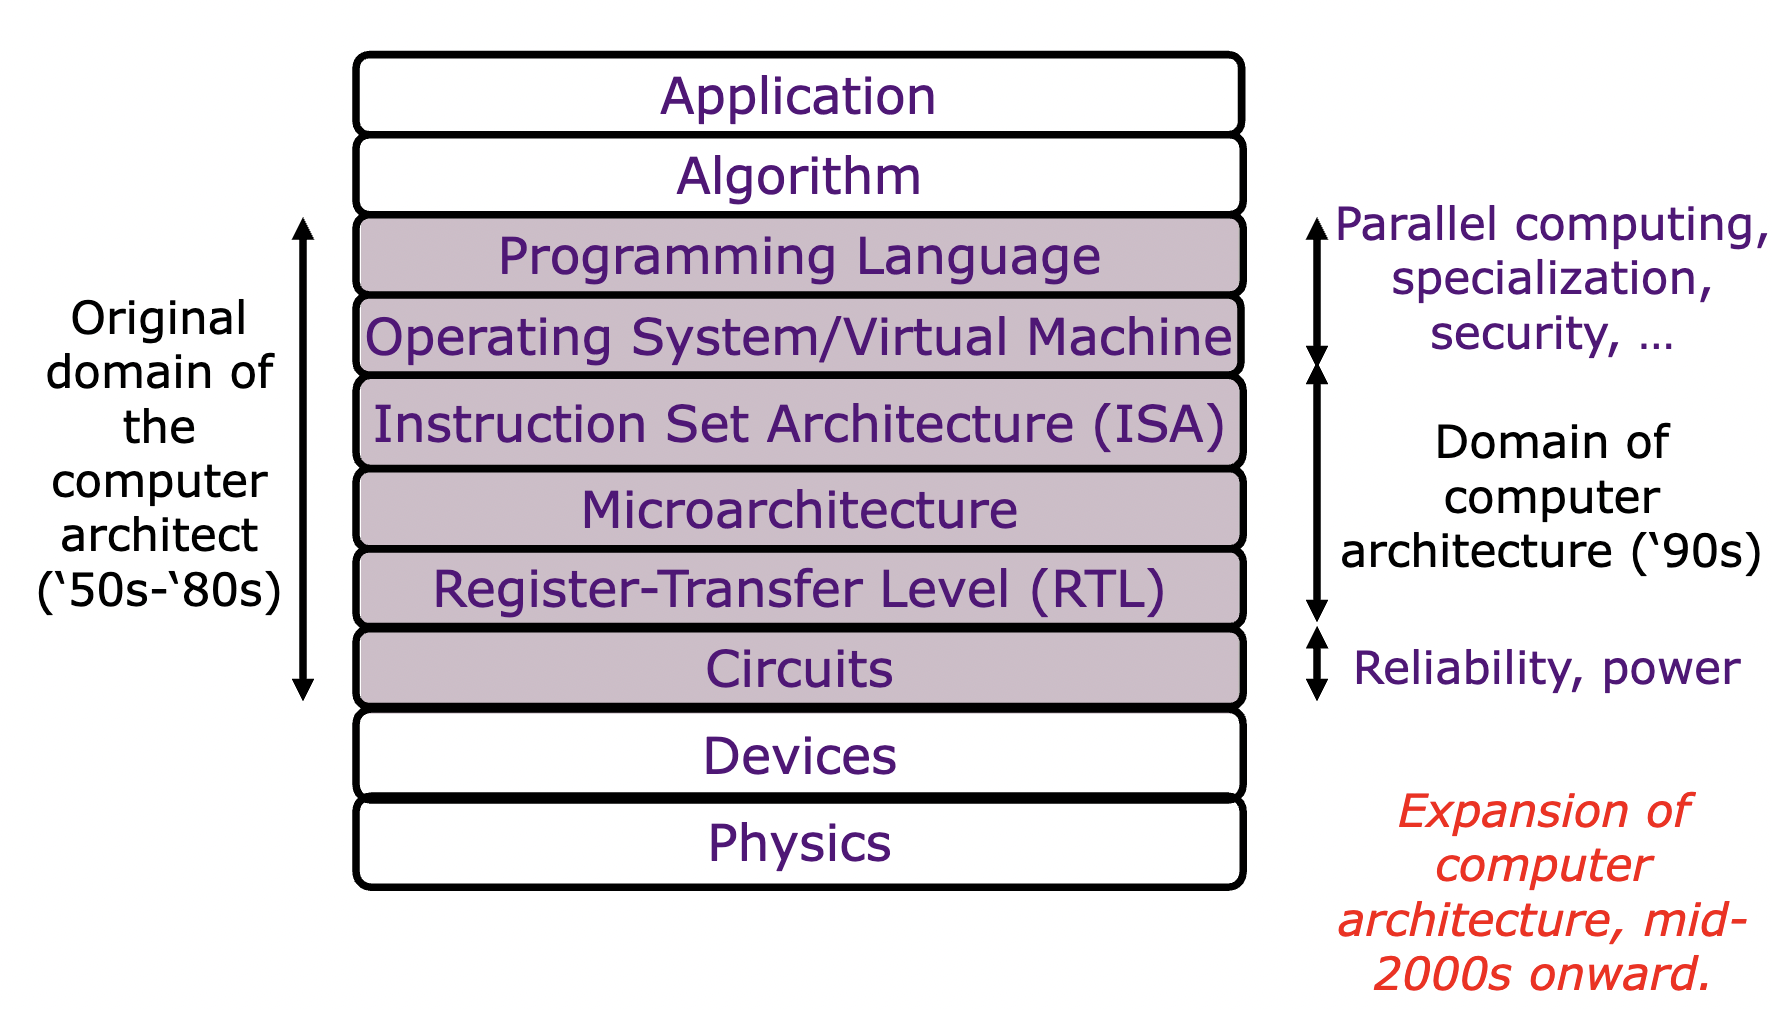 Application
Algorithm
Programming Language
Operating System/Virtual Machine
Instruction Set Architecture (ISA)
Microarchitecture
Register-Transfer Level (RTL)
Circuits
Devices
Physics
Original
domain of
the
computer
architect
(‘50s-‘80s)
Parallel computing,
specialization,
security, …
Domain of
computer
architecture (‘90s)
Reliability, power
Expansion of
computer
architecture, mid-
2000s onward.